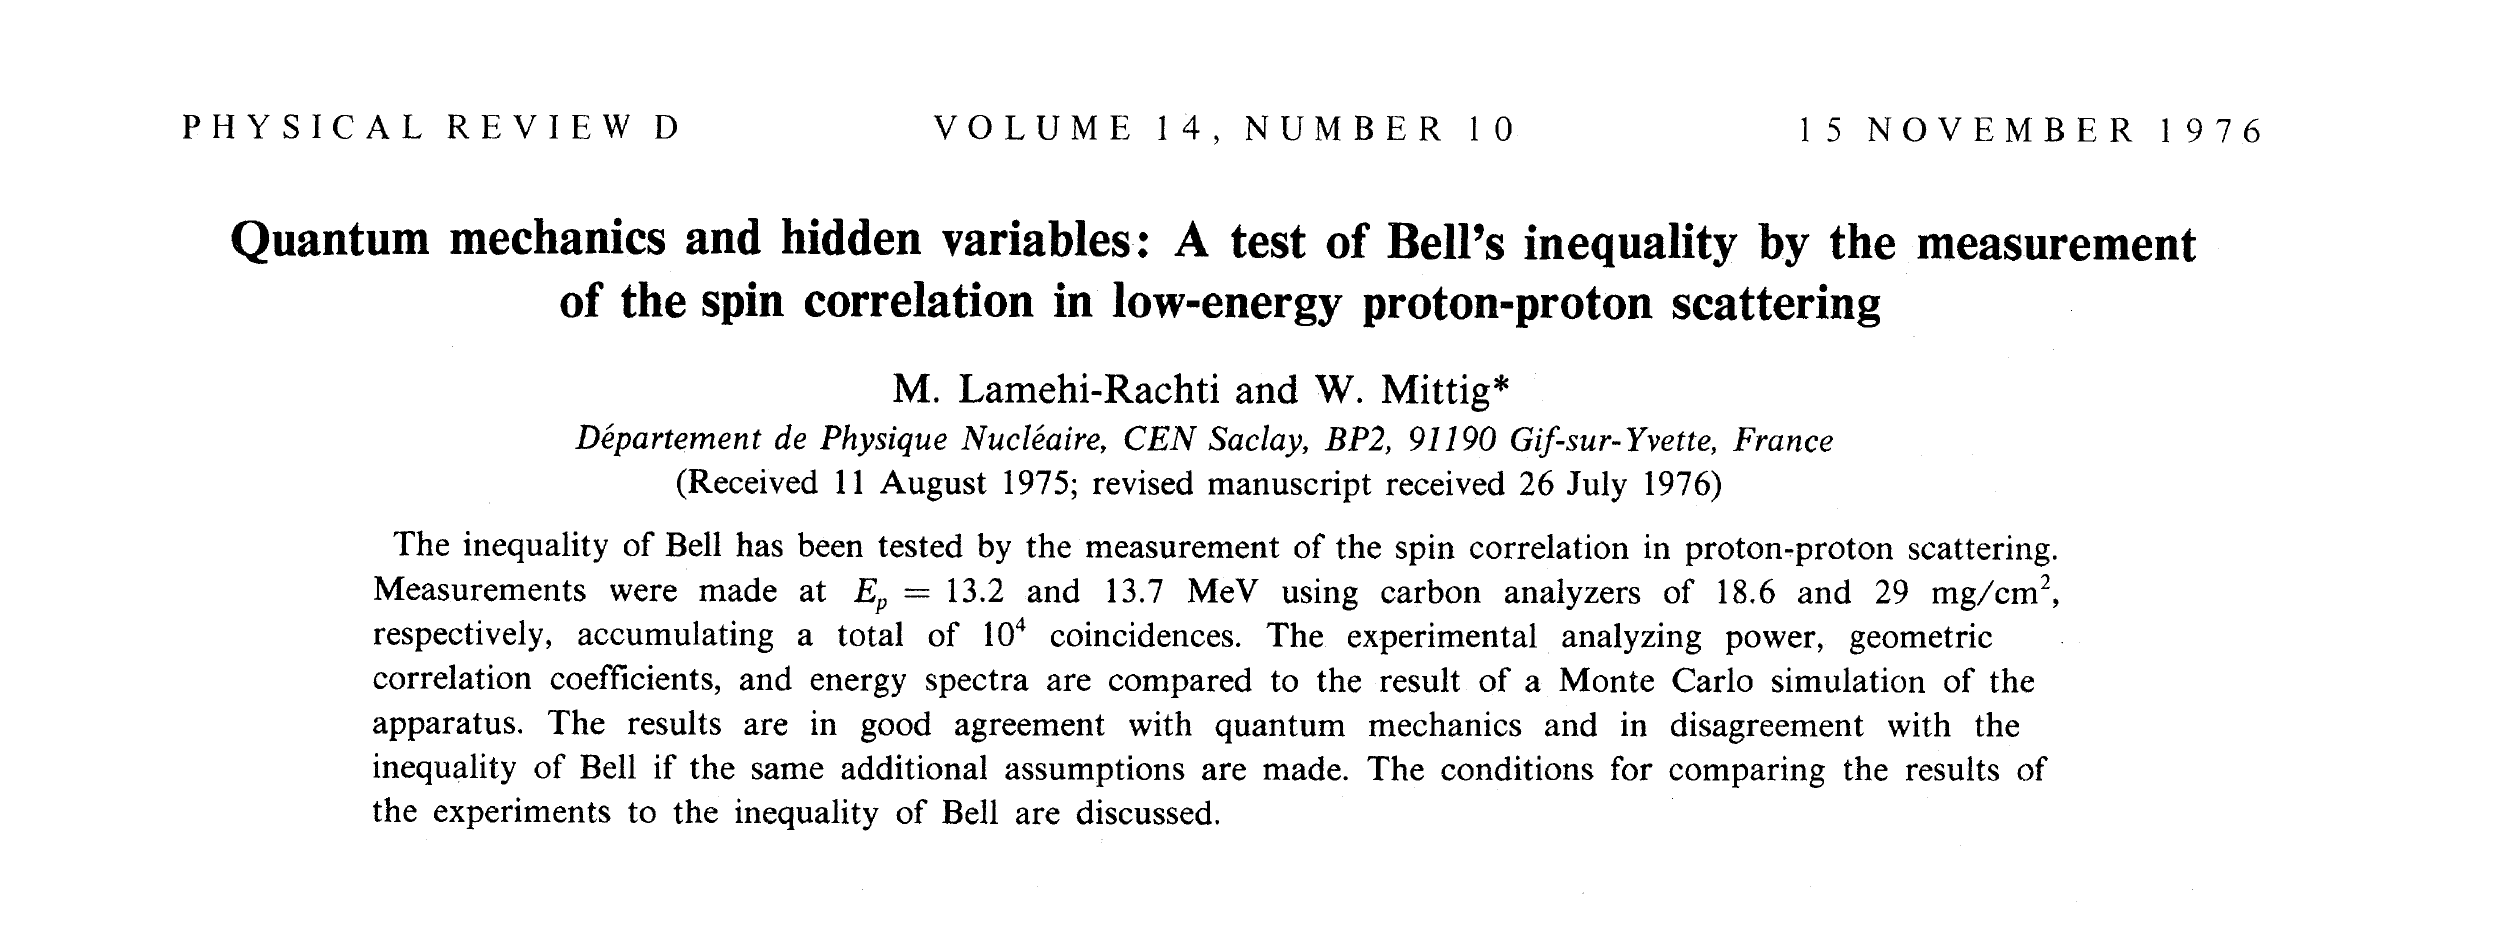 PHYSICAL REVIEW D VOLUME 14, NUMBER 10 15 NOVEMBER 1976
Quantum mechanics and hidden variables: A test of Bell's inequality by the measurement
of the spin correlation in low-energy proton-proton scattering
M. Lamehi-Rachti and W. Mittig*
Département de Physique Nucléaire, CEN Saclay, BP2, 91190 Gif-sur-Yvette, France
(Received 11 August 1975; revised manuscript received 26 July 1976)
The inequality of Bell has been tested by the measurement of the spin correlation in proton-proton scattering.
Measurements were made at Eₚ = 13.2 and 13.7 MeV using carbon analyzers of 18.6 and 29 mg/cm²,
respectively, accumulating a total of 10⁴ coincidences. The experimental analyzing power, geometric
correlation coefficients, and energy spectra are compared to the result of a Monte Carlo simulation of the
apparatus. The results are in good agreement with quantum mechanics and in disagreement with the
inequality of Bell if the same additional assumptions are made. The conditions for comparing the results of
the experiments to the inequality of Bell are discussed.